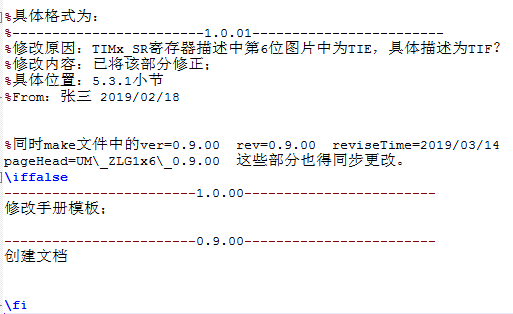 %具体格式为:
%------------------------1.0.01------------------------
%修改原因: TIMx_SR寄存器描述中第6位图片中为TIE, 具体描述为TIF?
%修改内容: 已将该部分修正;
%具体位置: 5.3.1小节
%From: 张三 2019/02/18
%同时make文件中的ver=0.9.00  rev=0.9.00  reviseTime=2019/03/14
pageHead=UM\_ZLG1x6\_0.9.00  这些部分也得同步更改。
\iffalse
------------------------1.0.00------------------------
修改手册模板;
------------------------0.9.00------------------------
创建文档
\fi